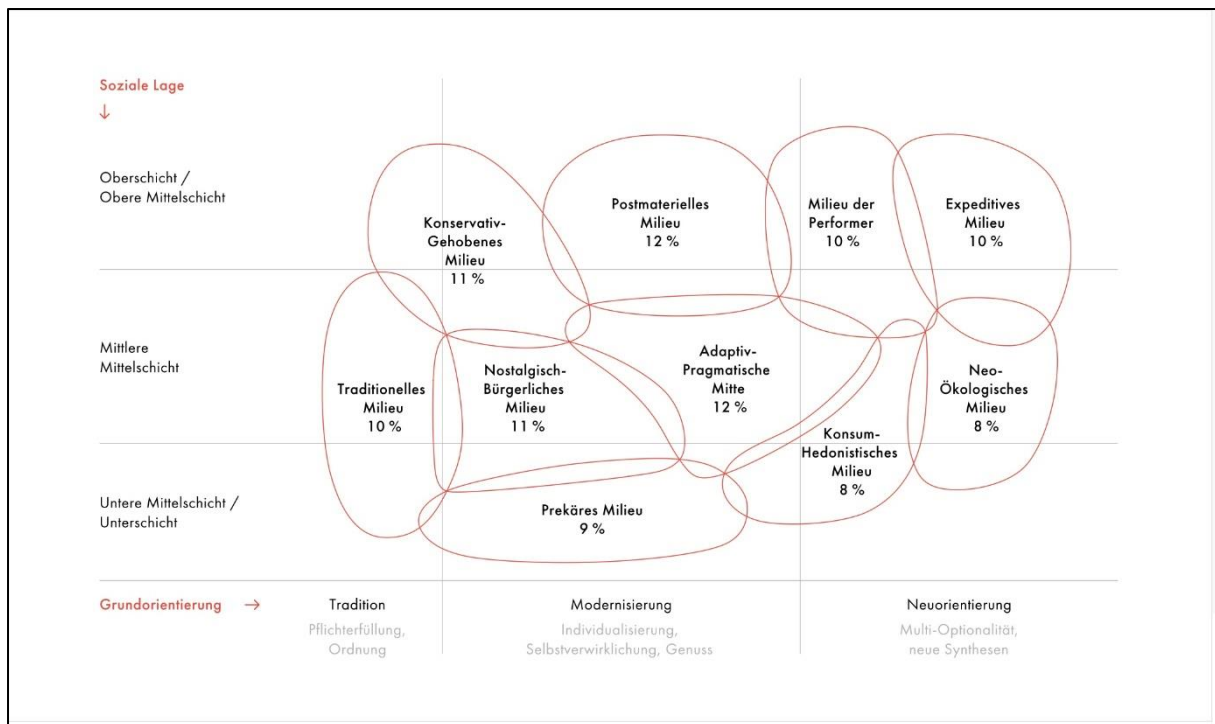 Soziale Lage
↓
Oberschicht /
Obere Mittelschicht
Mittlere
Mittelschicht
Untere Mittelschicht /
Unterschicht
Konservativ-
Gehobenes
Milieu
11 %
Postmaterielles
Milieu
12 %
Milieu der
Performer
10 %
Expeditives
Milieu
10 %
Traditionelles
Milieu
10 %
Nostalgisch-
Bürgerliches
Milieu
11 %
Adaptiv-
Pragmatische
Mitte
12 %
Konsum-
Hedonistisches
Milieu
8 %
Neo-
Ökologisches
Milieu
8 %
Prekäres Milieu
9 %
Grundorientierung →
Tradition
Pflichterfüllung,
Ordnung
Modernisierung
Individualisierung,
Selbstverwirklichung, Genuss
Neuorientierung
Multi-Optionalität,
neue Synthesen